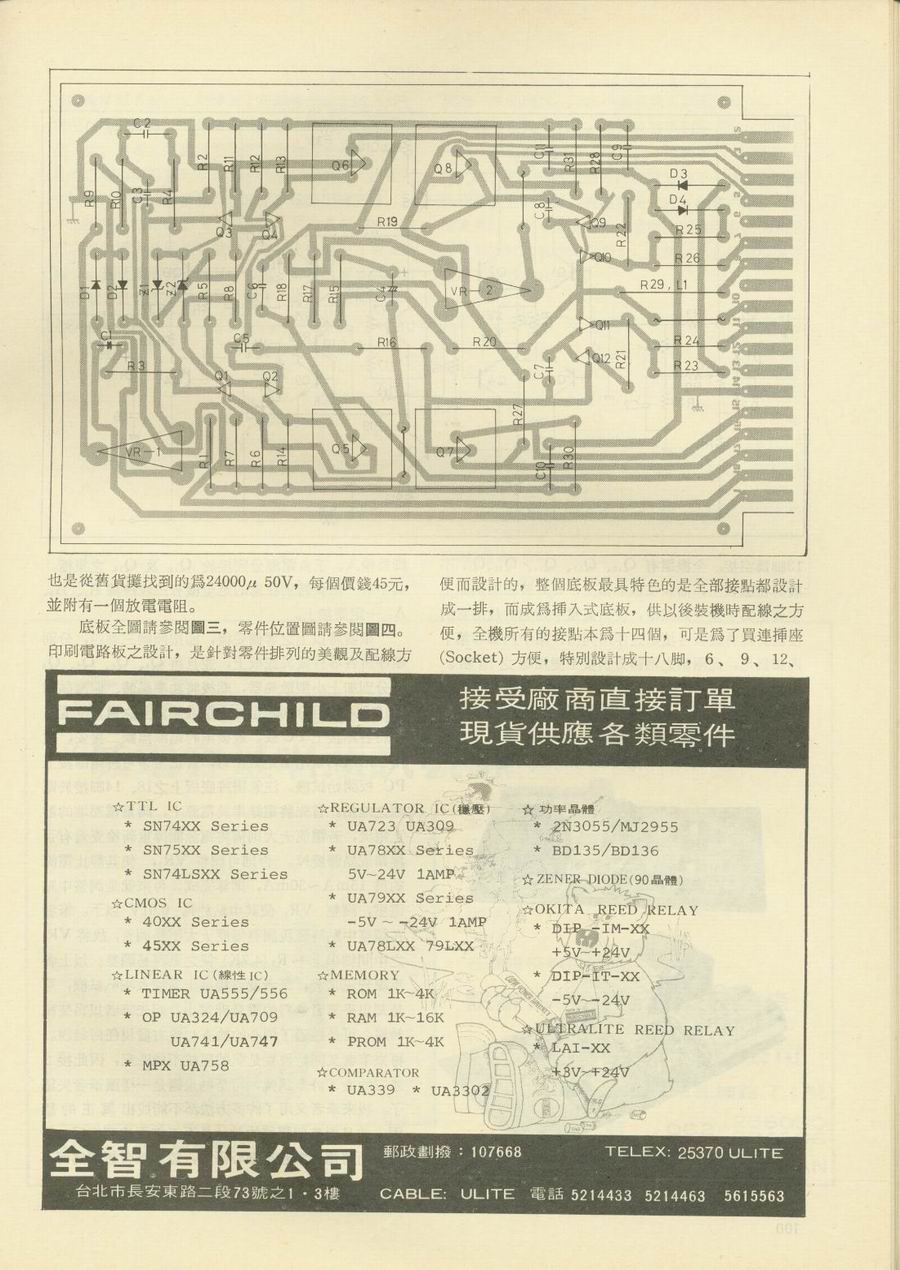 C2
R2
R11
R12
R13
Q6
Q8
C11
R31
R28
C9
D3
R9
R10
C3
R4
D4
C8
Q3
Q4
R19
Q9
R22
R25
Q10
R26
D1
D2
Z1
Z2
R5
R8
C6
R18
R17
R15
C4
VR-2
R29, L1
C1
C5
R16
R20
Q11
R24
R3
Q1
Q2
C7
Q12
R21
R23
R27
VR-1
R1
R7
R6
R14
Q5
Q7
C10
R30
也是從舊貨攤找到的爲24000μ 50V，每個價錢45元，
並附有一個放電電阻。
底板全圖請參閱圖三，零件位置圖請參閱圖四。
印刷電路板之設計，是針對零件排列的美觀及配線方
便而設計的，整個底板最具特色的是全部接點都設計
成一排，而成爲挿入式底板，供以後裝機時配線之方
便，全機所有的接點本爲十四個，可是爲了買連挿座
(Socket) 方便，特別設計成十八脚，6、9、12、
FAIRCHILD
接受廠商直接訂單
現貨供應各類零件
☆TTL IC
* SN74XX Series
* SN75XX Series
* SN74LSXX Series
☆CMOS IC
* 40XX Series
* 45XX Series
☆LINEAR IC(線性IC)
* TIMER UA555/556
* OP UA324/UA709
UA741/UA747
* MPX UA758
☆REGULATOR IC(穩壓)
* UA723 UA309
* UA78XX Series
5V~24V 1AMP
* UA79XX Series
-5V ~ -24V 1AMP
* UA78LXX 79LXX
☆MEMORY
* ROM 1K~4K
* RAM 1K~16K
* PROM 1K~4K
☆COMPARATOR
* UA339 * UA3302
☆功率晶體
* 2N3055/MJ2955
* BD135/BD136
☆ZENER DIODE(90晶體)
☆OKITA REED RELAY
* DIP -IM-XX
+5V~+24V
* DIP-IT-XX
-5V~-24V
☆ULTRALITE REED RELAY
* LAI-XX
+3V~+24V
全智有限公司
郵政劃撥：107668
TELEX: 25370 ULITE
台北市長安東路二段73號之1·3樓
CABLE: ULITE 電話 5214433 5214463 5615563